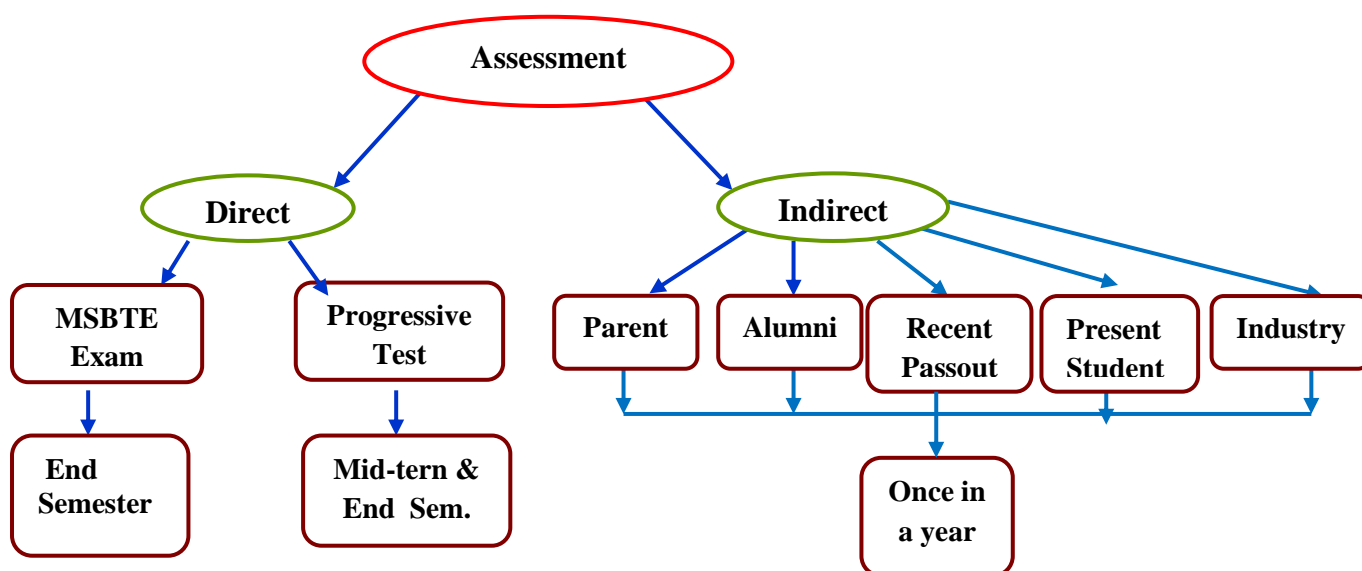 Assessment
Direct
Indirect
MSBTE
Exam
Progressive
Test
Parent
Alumni
Recent
Passout
Present
Student
Industry
End
Semester
Mid-tern &
End Sem.
Once in
a year